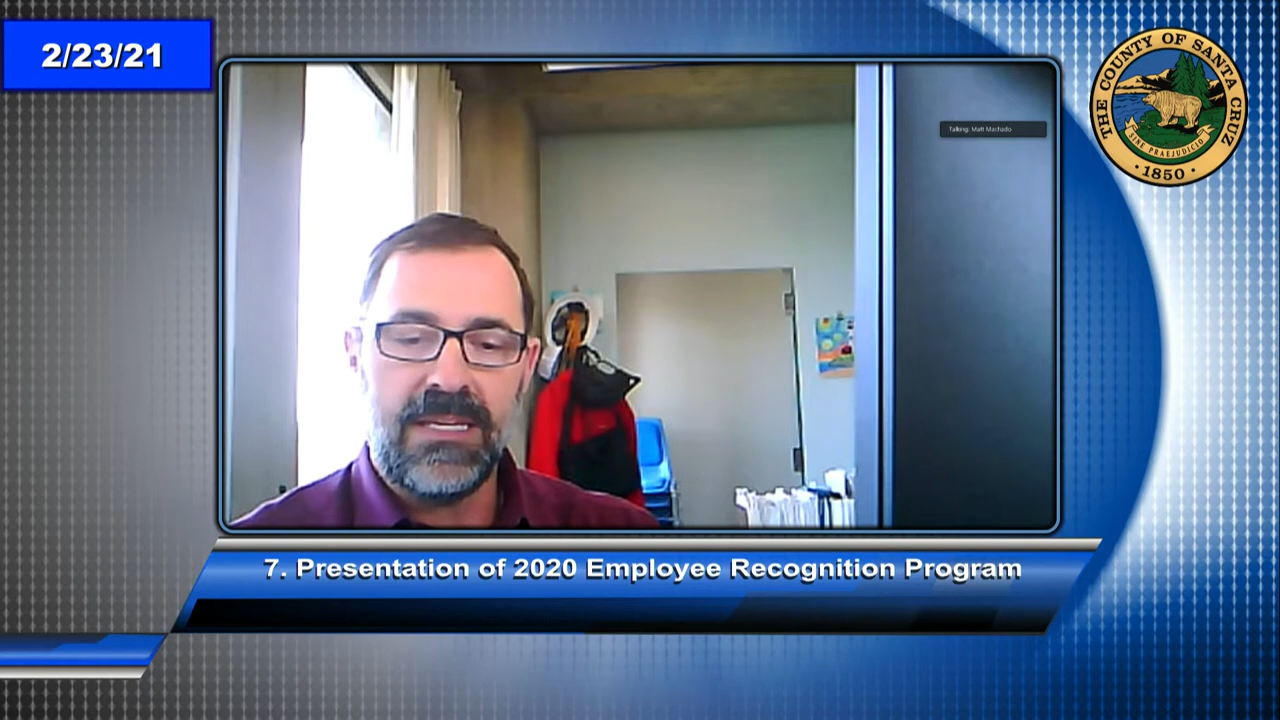 2/23/21
THE COUNTY OF SANTA CRUZ
SINE PRAEJUDICIO
• 1850 •
Talking: Matt Machado
7. Presentation of 2020 Employee Recognition Program